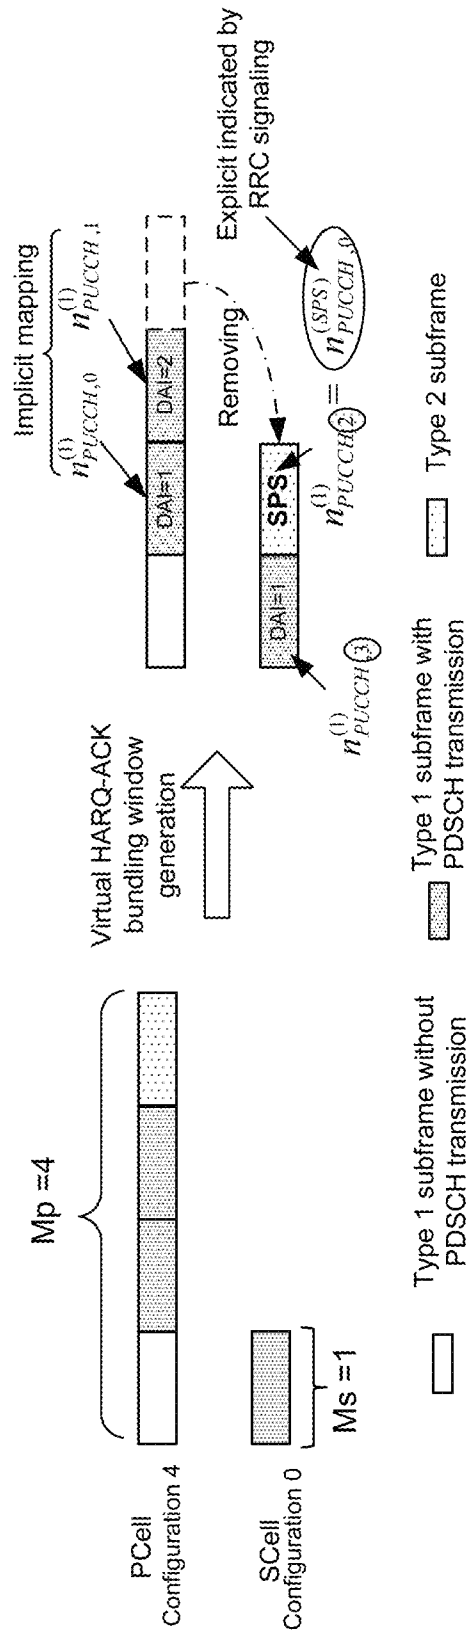 Mp =4
PCell
Configuration 4
SCell
Configuration 0
Ms =1
Virtual HARQ-ACK
bundling window
generation
Implicit mapping
n^{(1)}_{PUCCH,0}
n^{(1)}_{PUCCH,1}
DAI=1
DAI=2
Removing
Explicit indicated by
RRC signaling
DAI=1
SPS
n^{(1)}_{PUCCH,3}
n^{(1)}_{PUCCH,2} = n^{(SPS)}_{PUCCH,0}
Type 1 subframe without
PDSCH transmission
Type 1 subframe with
PDSCH transmission
Type 2 subframe